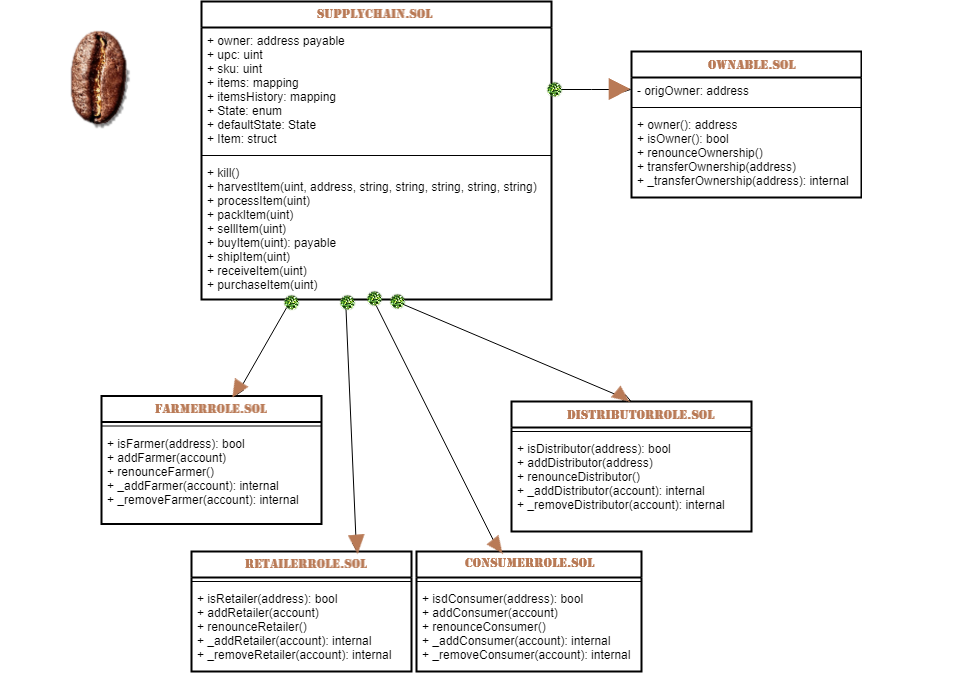 SUPPLYCHAIN.SOL
+ owner: address payable
+ upc: uint
+ sku: uint
+ items: mapping
+ itemsHistory: mapping
+ State: enum
+ defaultState: State
+ Item: struct
+ kill()
+ harvestItem(uint, address, string, string, string, string, string)
+ processItem(uint)
+ packItem(uint)
+ sellItem(uint)
+ buyItem(uint): payable
+ shipItem(uint)
+ receiveItem(uint)
+ purchaseItem(uint)
OWNABLE.SOL
- origOwner: address
+ owner(): address
+ isOwner(): bool
+ renounceOwnership()
+ transferOwnership(address)
+ _transferOwnership(address): internal
FARMERROLE.SOL
+ isFarmer(address): bool
+ addFarmer(account)
+ renounceFarmer()
+ _addFarmer(account): internal
+ _removeFarmer(account): internal
DISTRIBUTORROLE.SOL
+ isDistributor(address): bool
+ addDistributor(address)
+ renounceDistributor()
+ _addDistributor(account): internal
+ _removeDistributor(account): internal
RETAILERROLE.SOL
+ isRetailer(address): bool
+ addRetailer(account)
+ renounceRetailer()
+ _addRetailer(account): internal
+ _removeRetailer(account): internal
CONSUMERROLE.SOL
+ isdConsumer(address): bool
+ addConsumer(account)
+ renounceConsumer()
+ _addConsumer(account): internal
+ _removeConsumer(account): internal